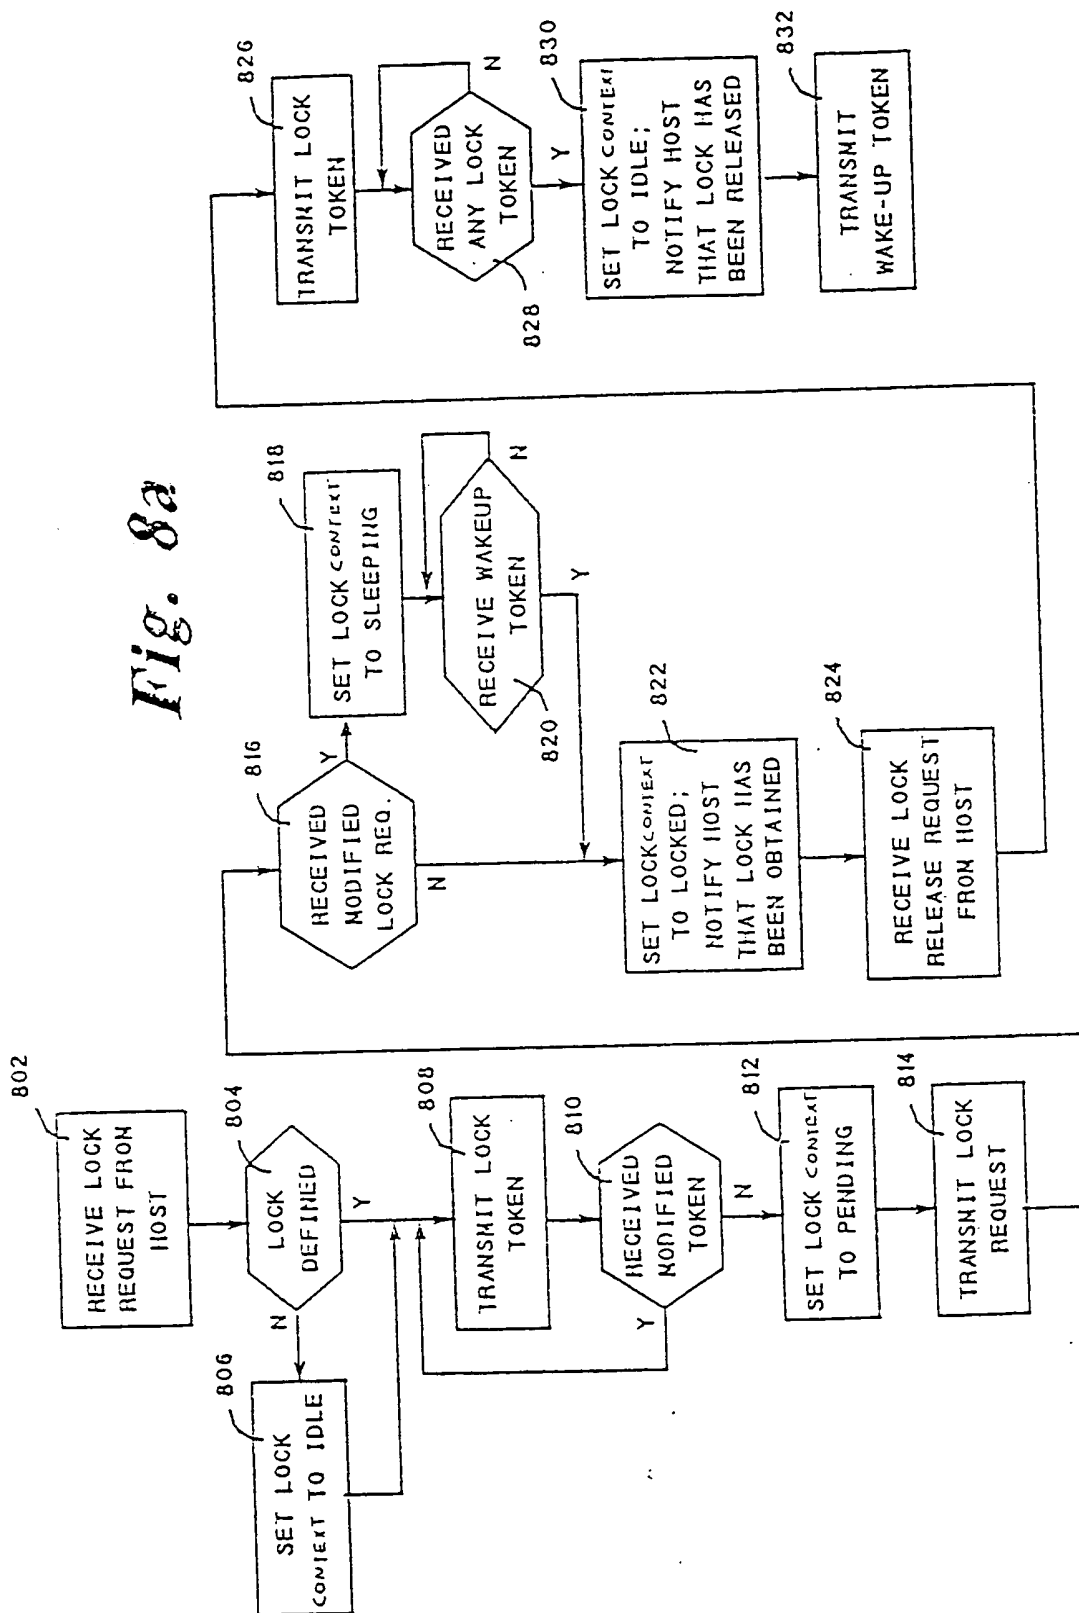 Fig. 8a
802
RECEIVE LOCK
REQUEST FROM
HOST
804
LOCK
DEFINED
N
Y
806
SET LOCK
CONTEXT TO IDLE
808
TRANSMIT LOCK
TOKEN
810
RECEIVED
MODIFIED
TOKEN
Y
N
812
SET LOCK CONTEXT
TO PENDING
814
TRANSMIT LOCK
REQUEST
816
RECEIVED
MODIFIED
LOCK REQ.
Y
N
818
SET LOCK CONTEXT
TO SLEEPING
RECEIVE WAKEUP
TOKEN
820
N
Y
822
SET LOCK CONTEXT
TO LOCKED;
NOTIFY HOST
THAT LOCK HAS
BEEN OBTAINED
824
RECEIVE LOCK
RELEASE REQUEST
FROM HOST
826
TRANSMIT LOCK
TOKEN
RECEIVED
ANY LOCK
TOKEN
828
N
Y
830
SET LOCK CONTEXT
TO IDLE;
NOTIFY HOST
THAT LOCK HAS
BEEN RELEASED
832
TRANSMIT
WAKE-UP TOKEN